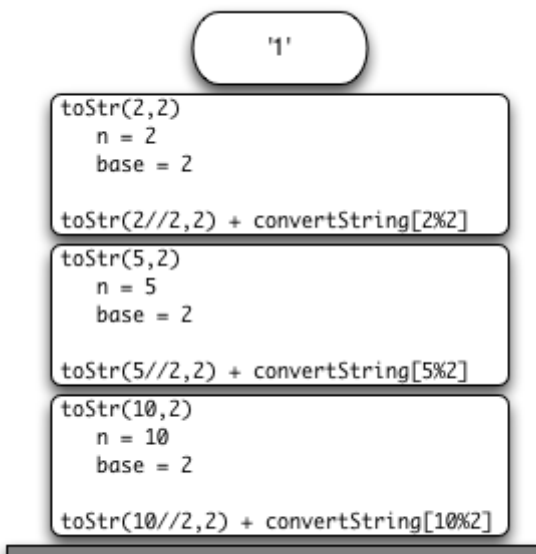 '1'
toStr(2,2)
n = 2
base = 2
toStr(2//2,2) + convertString[2%2]
toStr(5,2)
n = 5
base = 2
toStr(5//2,2) + convertString[5%2]
toStr(10,2)
n = 10
base = 2
toStr(10//2,2) + convertString[10%2]